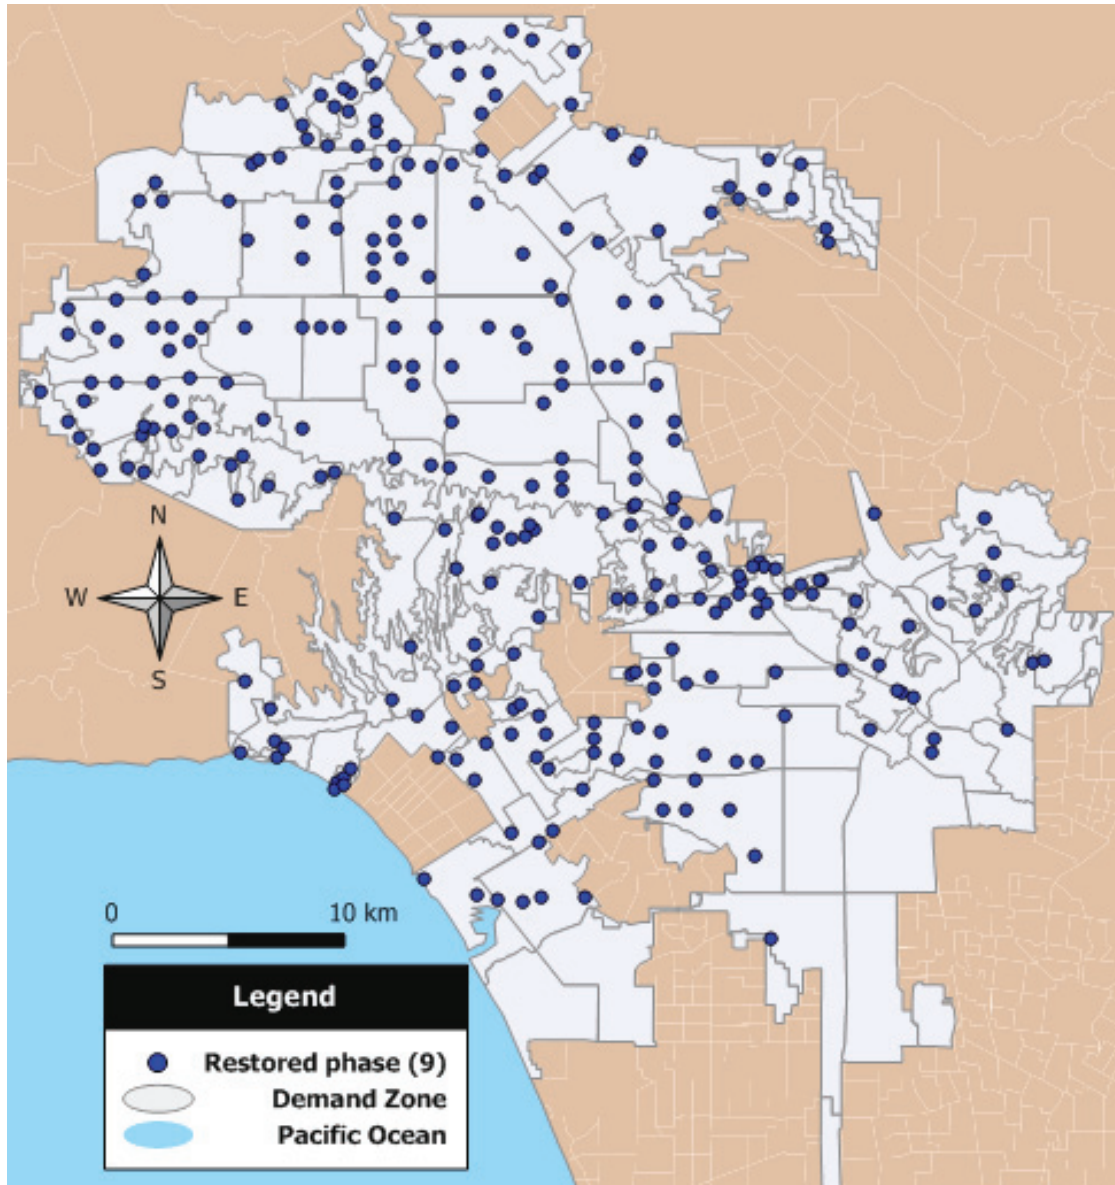 N
W E
S
0 10 km
Legend
Restored phase (9)
Demand Zone
Pacific Ocean